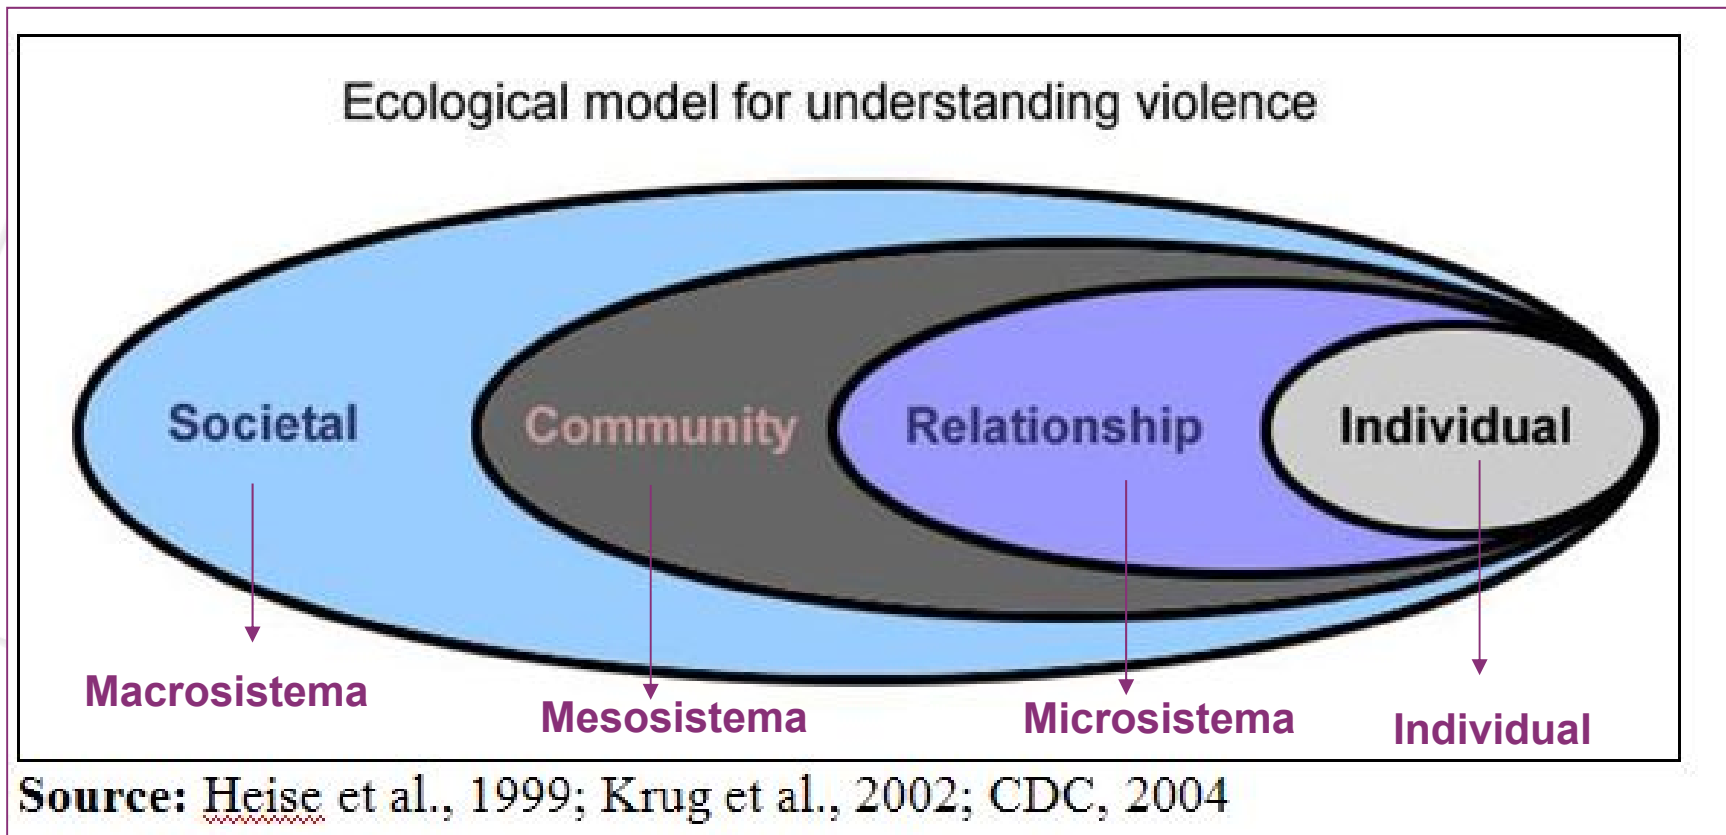 Ecological model for understanding violence
Societal
Community
Relationship
Individual
Macrosistema
Mesosistema
Microsistema
Individual
Source: Heise et al., 1999; Krug et al., 2002; CDC, 2004